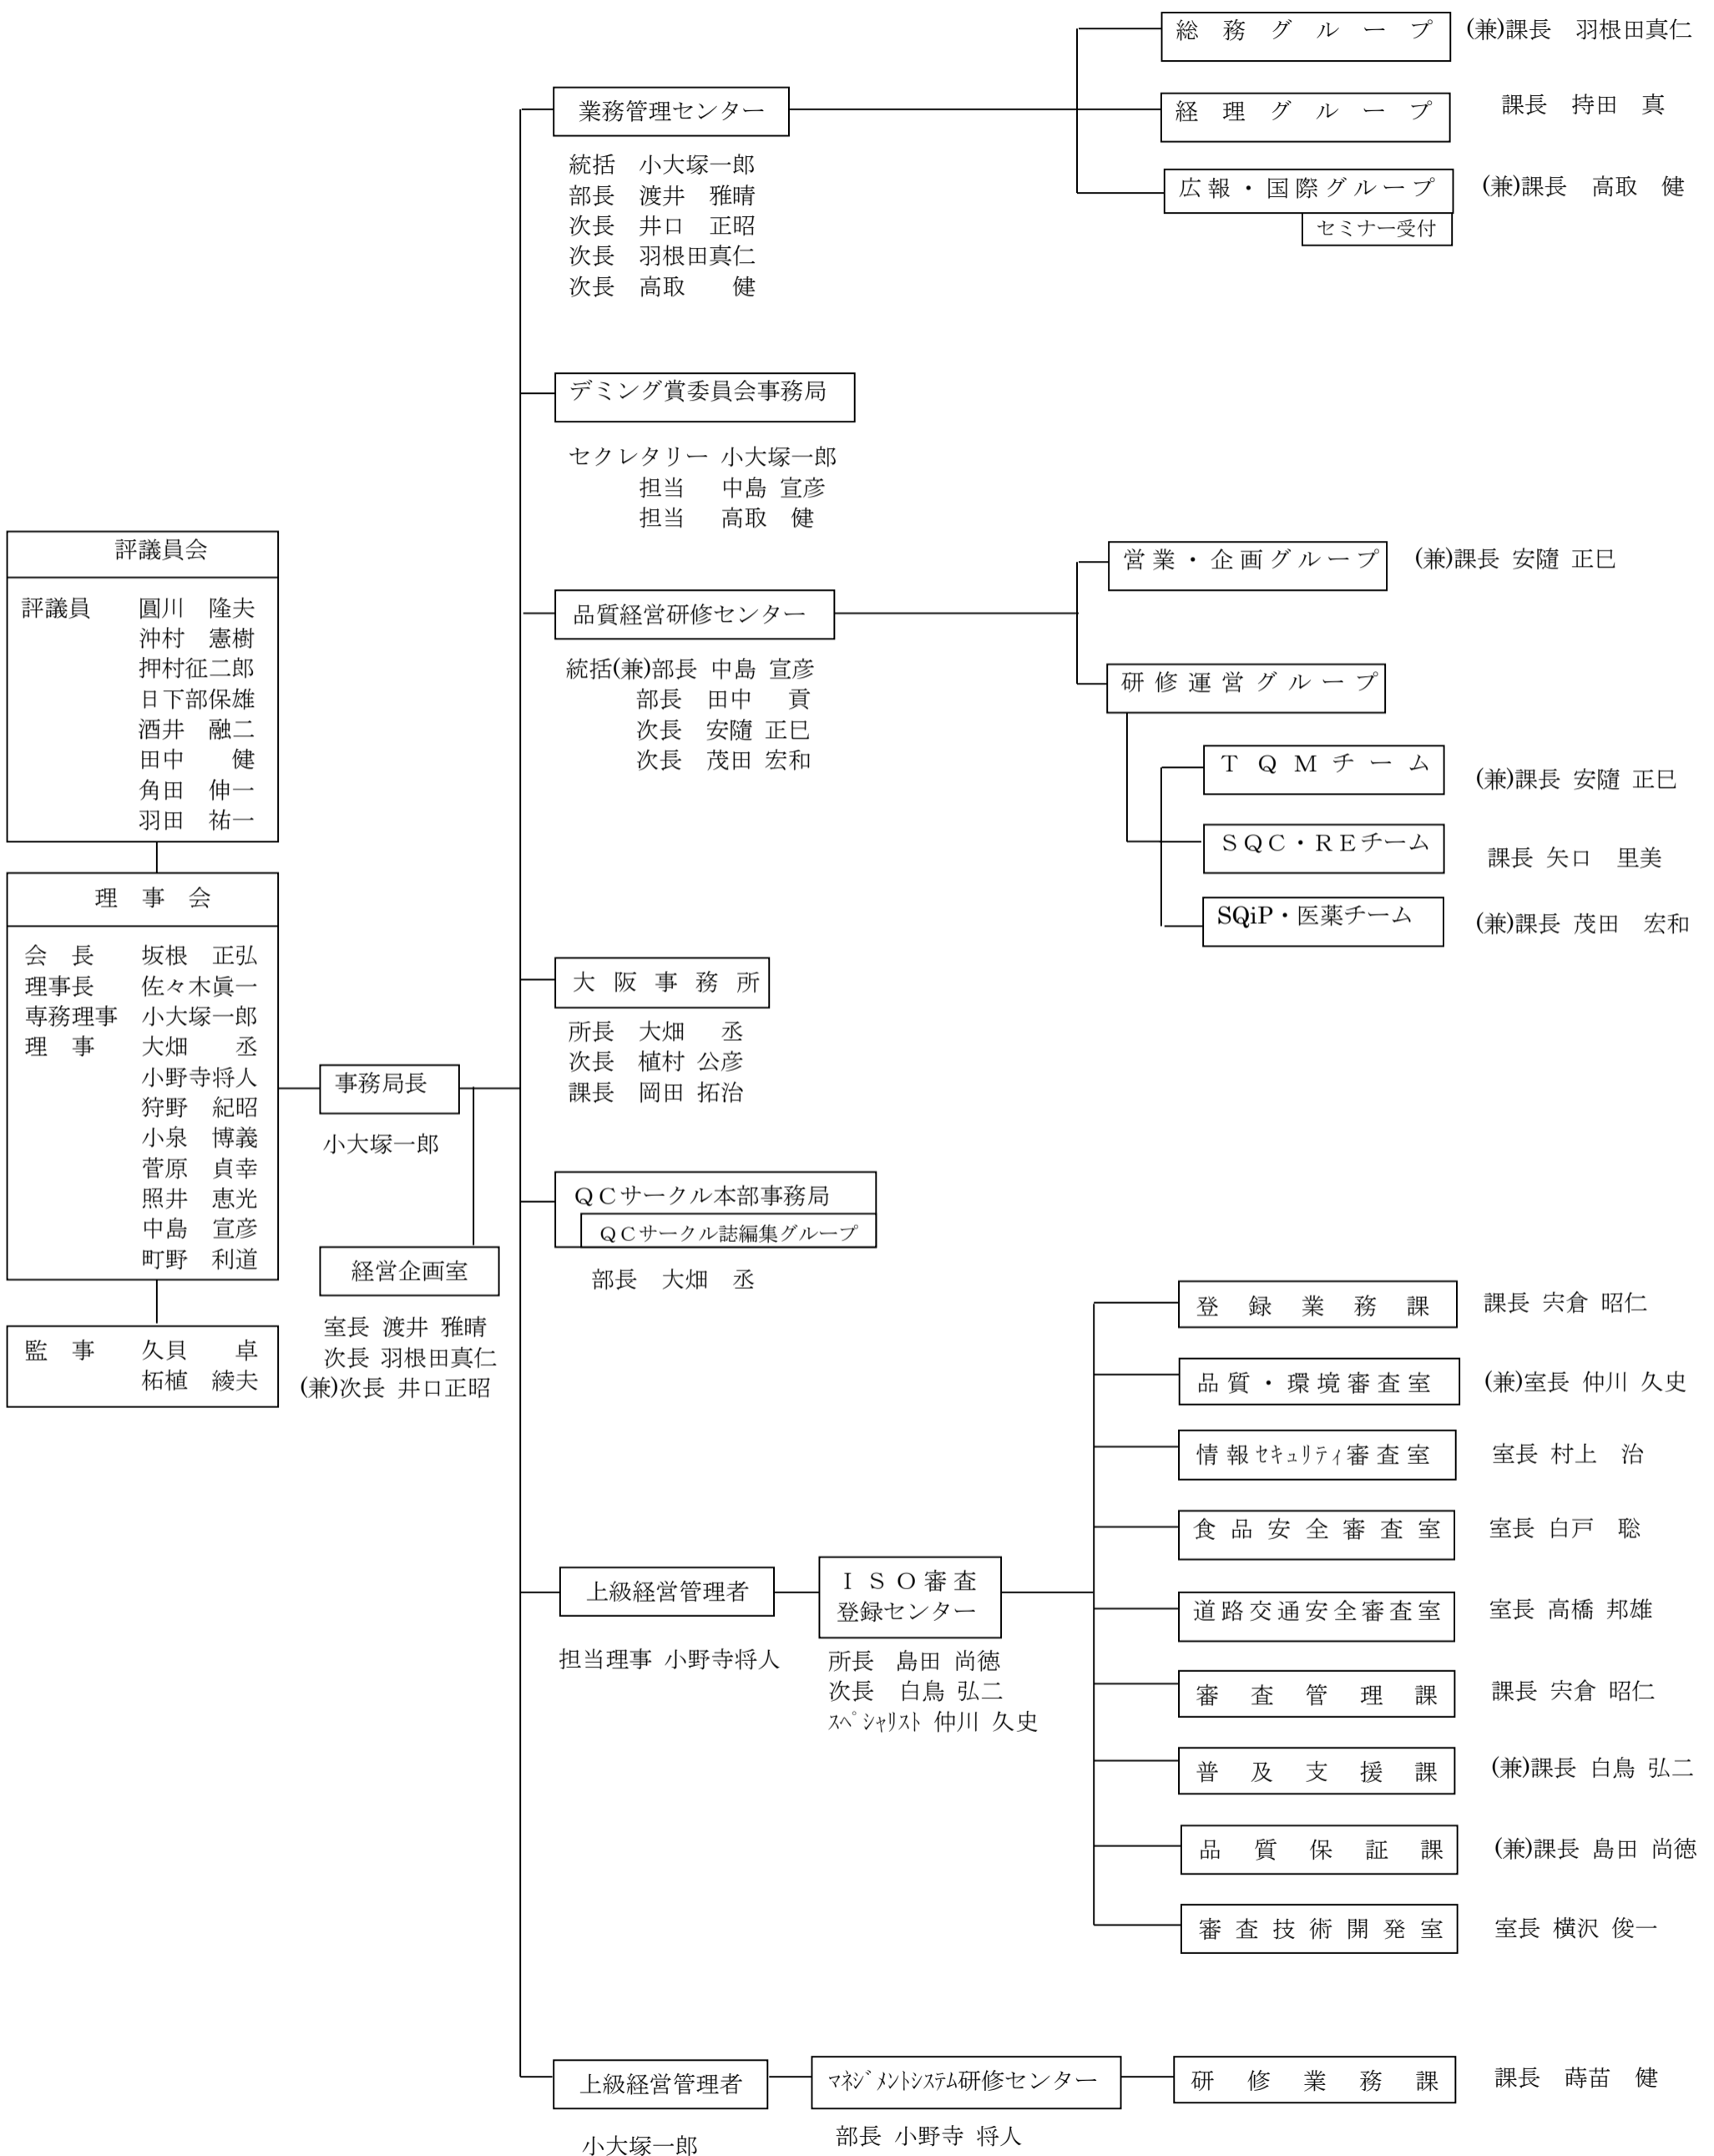 評議員会
評議員 圓川 隆夫
沖村 憲樹
押村征二郎
日下部保雄
酒井 融二
田中 健
角田 伸一
羽田 祐一
理 事 会
会 長 坂根 正弘
理事長 佐々木眞一
専務理事 小大塚一郎
理 事 大畑 丞
小野寺将人
狩野 紀昭
小泉 博義
菅原 貞幸
照井 恵光
中島 宣彦
町野 利道
監 事 久貝 卓
柘植 綾夫
事務局長
小大塚一郎
経営企画室
室長 渡井 雅晴
次長 羽根田真仁
(兼)次長 井口正昭
業務管理センター
統括 小大塚一郎
部長 渡井 雅晴
次長 井口 正昭
次長 羽根田真仁
次長 高取 健
総 務 グ ル ー プ (兼)課長 羽根田真仁
経 理 グ ル ー プ 課長 持田 真
広報・国際グループ (兼)課長 高取 健
セミナー受付
デミング賞委員会事務局
セクレタリー 小大塚一郎
担当 中島 宣彦
担当 高取 健
品質経営研修センター
統括(兼)部長 中島 宣彦
部長 田中 貢
次長 安隨 正巳
次長 茂田 宏和
営業・企画グループ (兼)課長 安隨 正巳
研修運営グループ
T Q M チ ー ム (兼)課長 安隨 正巳
SQC・REチーム 課長 矢口 里美
SQiP・医薬チーム (兼)課長 茂田 宏和
大 阪 事 務 所
所長 大畑 丞
次長 植村 公彦
課長 岡田 拓治
QCサークル本部事務局
QCサークル誌編集グループ
部長 大畑 丞
上級経営管理者
担当理事 小野寺将人
I S O 審査
登録センター
所長 島田 尚徳
次長 白鳥 弘二
ｽﾍﾟｼｬﾘｽﾄ 仲川 久史
登 録 業 務 課 課長 宍倉 昭仁
品質・環境審査室 (兼)室長 仲川 久史
情報ｾｷｭﾘﾃｨ審査室 室長 村上 治
食品安全審査室 室長 白戸 聡
道路交通安全審査室 室長 高橋 邦雄
審 査 管 理 課 課長 宍倉 昭仁
普 及 支 援 課 (兼)課長 白鳥 弘二
品 質 保 証 課 (兼)課長 島田 尚徳
審査技術開発室 室長 横沢 俊一
上級経営管理者
小大塚一郎
ﾏﾈｼﾞﾒﾝﾄｼｽﾃﾑ研修センター
部長 小野寺 将人
研 修 業 務 課 課長 蒔苗 健